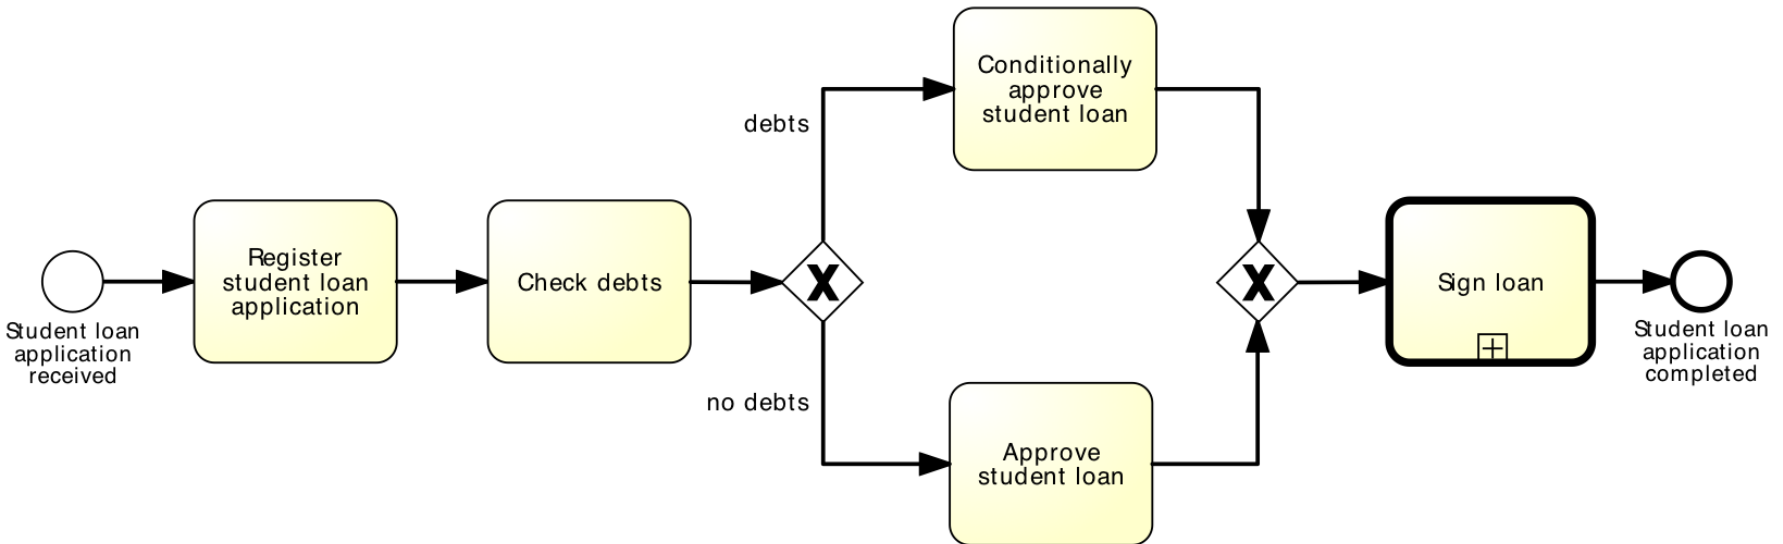 Student loan
application
received
Register
student loan
application
Check debts
X
debts
no debts
Conditionally
approve
student loan
Approve
student loan
X
Sign loan
Student loan
application
completed